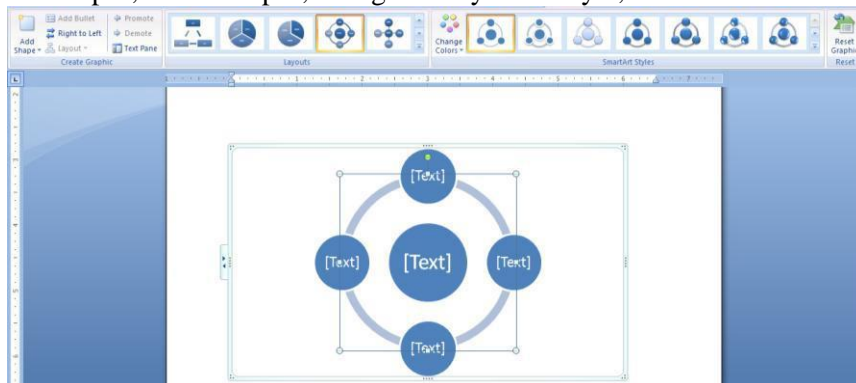 Add Shape
Add Bullet
Right to Left
Layout
Promote
Demote
Text Pane
Create Graphic
Layouts
Change Colors
SmartArt Styles
Reset Graphic
Reset
[Text]
[Text]
[Text]
[Text]
[Text]